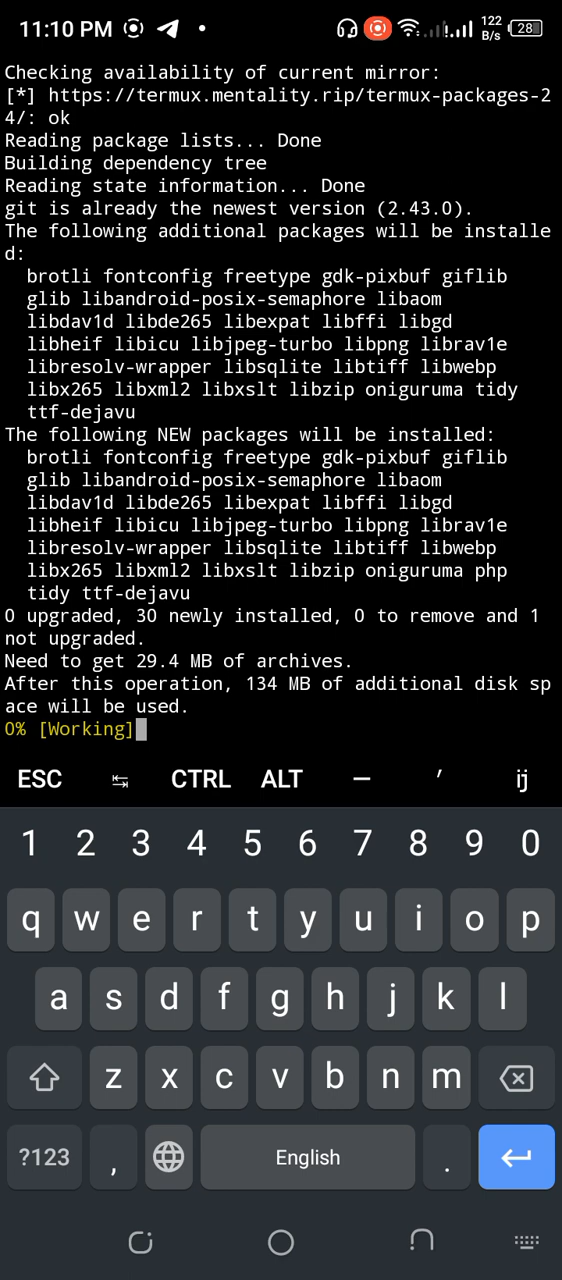 11:10 PM
122
B/s
28
Checking availability of current mirror:
[*] https://termux.mentality.rip/termux-packages-2
4/: ok
Reading package lists... Done
Building dependency tree
Reading state information... Done
git is already the newest version (2.43.0).
The following additional packages will be installe
d:
brotli fontconfig freetype gdk-pixbuf giflib
glib libandroid-posix-semaphore libaom
libdav1d libde265 libexpat libffi libgd
libheif libicu libjpeg-turbo libpng librav1e
libresolv-wrapper libsqlite libtiff libwebp
libx265 libxml2 libxslt libzip oniguruma tidy
ttf-dejavu
The following NEW packages will be installed:
brotli fontconfig freetype gdk-pixbuf giflib
glib libandroid-posix-semaphore libaom
libdav1d libde265 libexpat libffi libgd
libheif libicu libjpeg-turbo libpng librav1e
libresolv-wrapper libsqlite libtiff libwebp
libx265 libxml2 libxslt libzip oniguruma php
tidy ttf-dejavu
0 upgraded, 30 newly installed, 0 to remove and 1
not upgraded.
Need to get 29.4 MB of archives.
After this operation, 134 MB of additional disk sp
ace will be used.
0% [Working]
ESC ↹ CTRL ALT — ′ ij
1 2 3 4 5 6 7 8 9 0
q w e r t y u i o p
a s d f g h j k l
z x c v b n m
?123 , English .